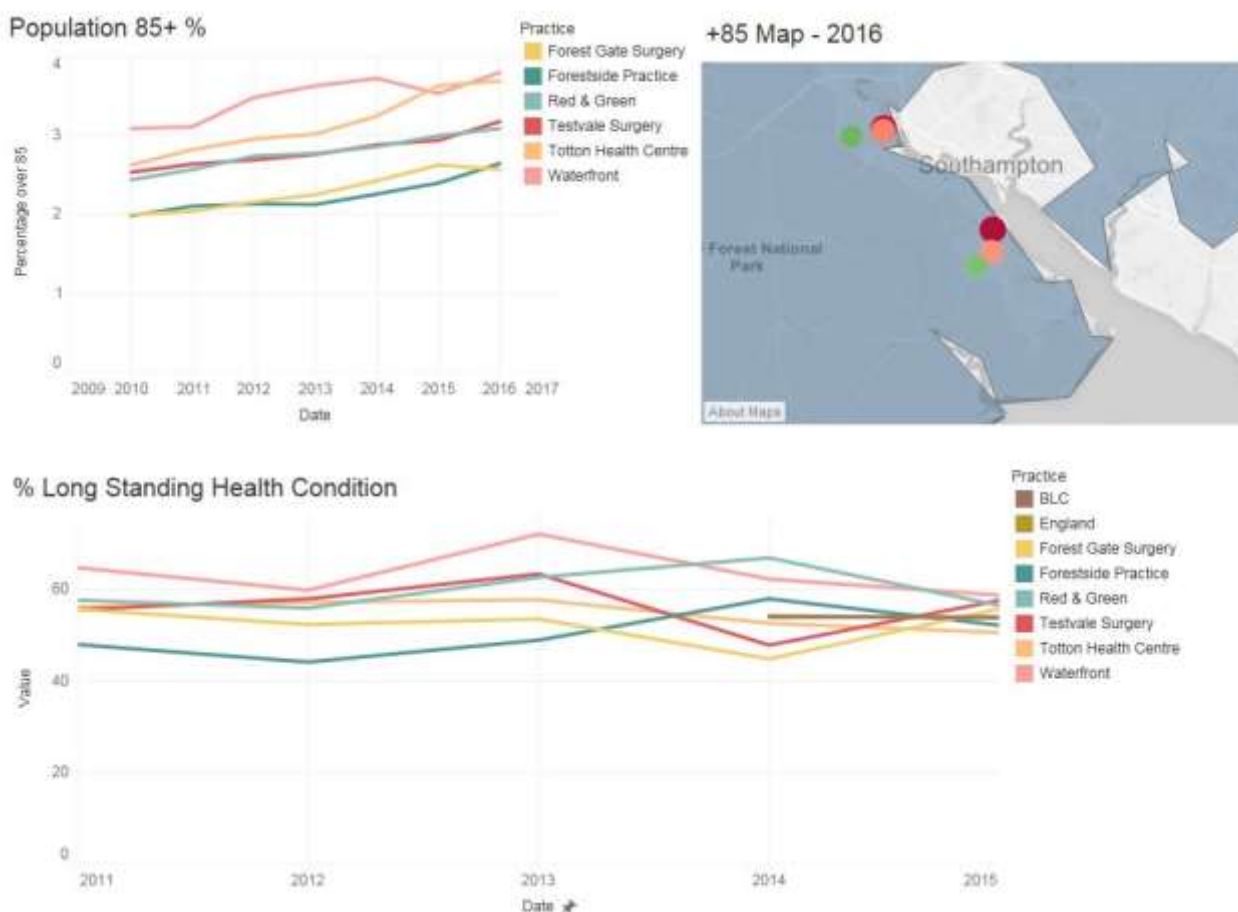 Population 85+ %
4
3
2
1
0
Percentage over 85
2009 2010 2011 2012 2013 2014 2015 2016 2017
Date
Practice
Forest Gate Surgery
Forestside Practice
Red & Green
Testvale Surgery
Totton Health Centre
Waterfront
+85 Map - 2016
Southampton
Forest National
Park
About Maps
% Long Standing Health Condition
60
40
20
0
Value
2011 2012 2013 2014 2015
Date
Practice
BLC
England
Forest Gate Surgery
Forestside Practice
Red & Green
Testvale Surgery
Totton Health Centre
Waterfront